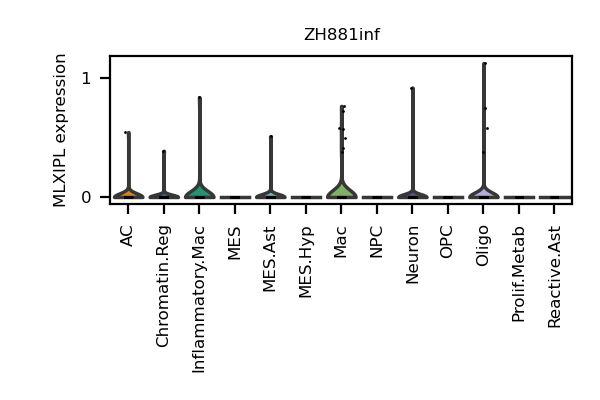 ZH881inf
MLXIPL expression
1
0
AC
Chromatin.Reg
Inflammatory.Mac
MES
MES.Ast
MES.Hyp
Mac
NPC
Neuron
OPC
Oligo
Prolif.Metab
Reactive.Ast